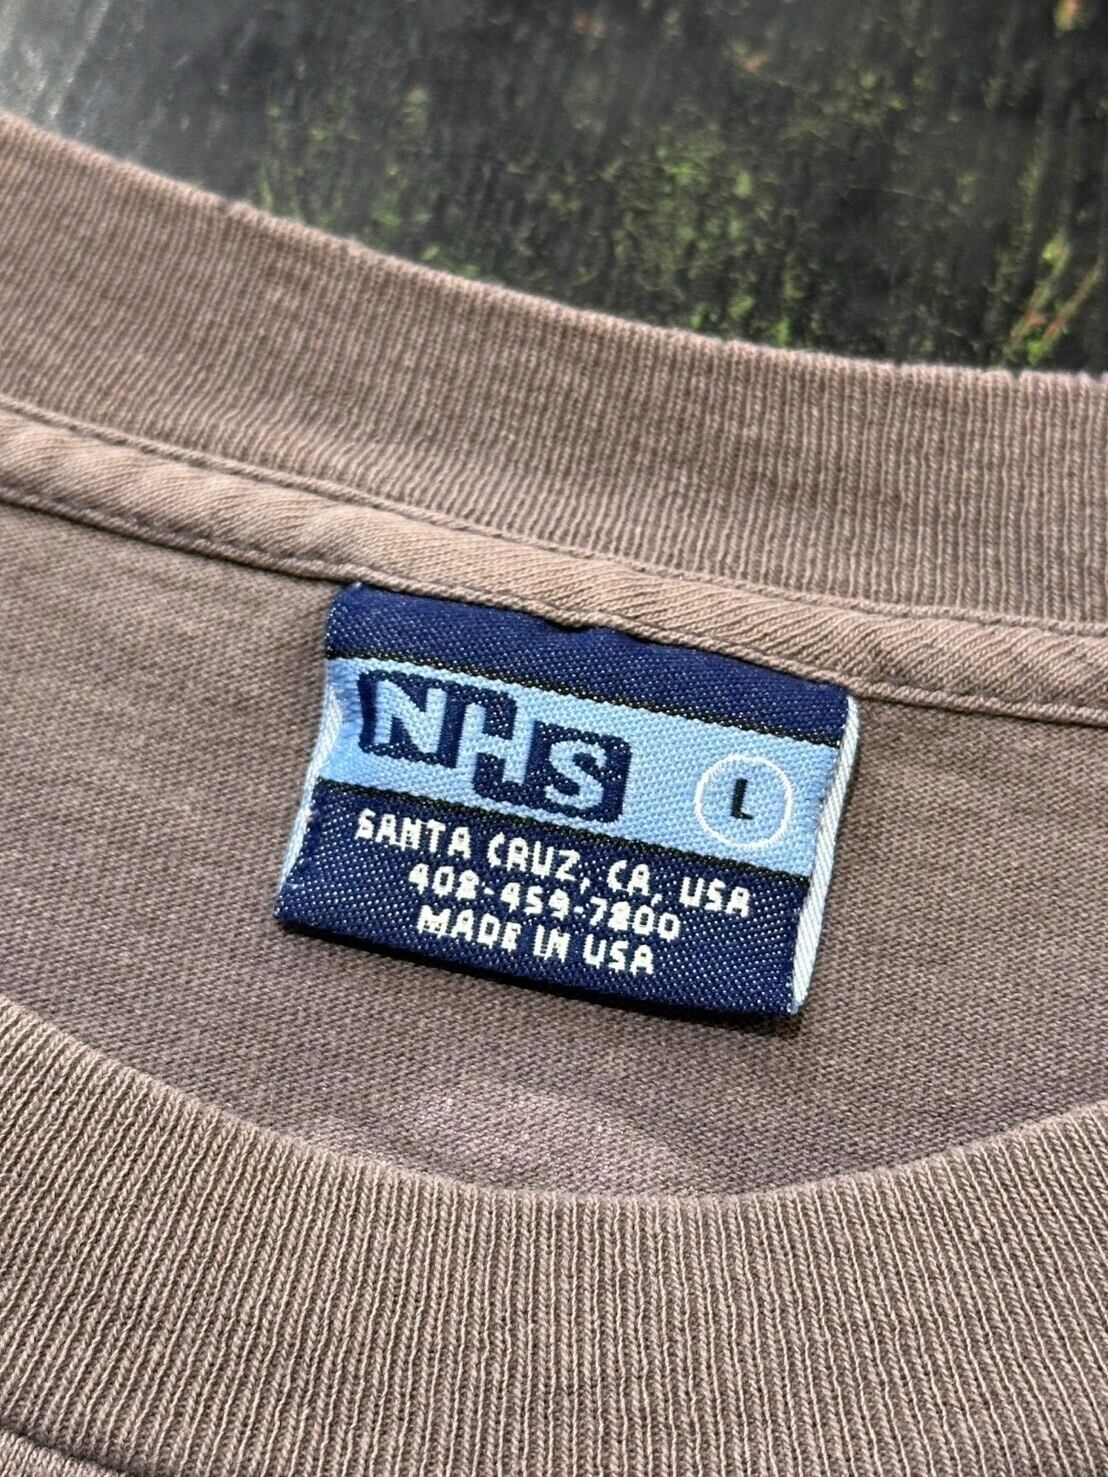 NHS L
SANTA CRUZ, CA, USA
408-459-7800
MADE IN USA